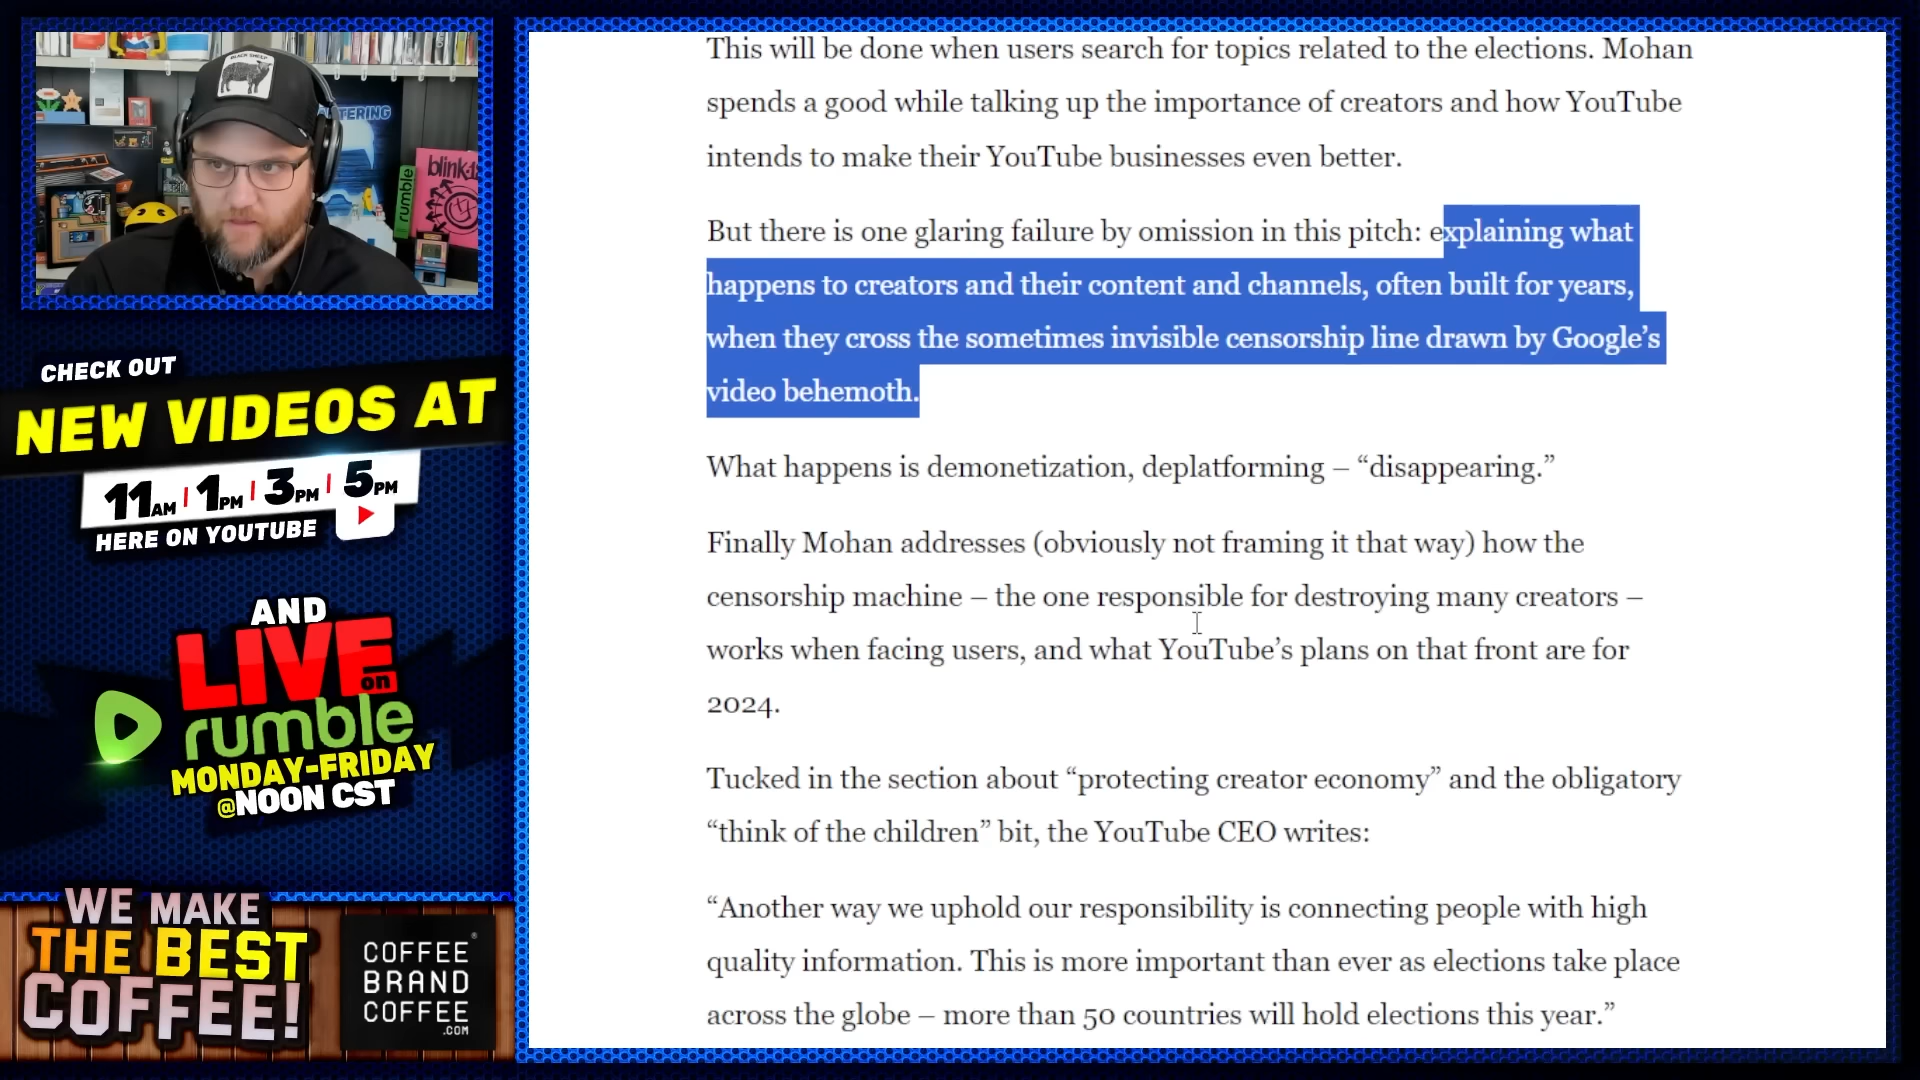 BLACK SHEEP
TERING
rumble
blink-1
CHECK OUT
NEW VIDEOS AT
11AM | 1PM | 3PM | 5PM
HERE ON YOUTUBE
AND
LIVE on
rumble
MONDAY-FRIDAY
@NOON CST
WE MAKE
THE BEST
COFFEE!
COFFEE
BRAND
COFFEE
.COM
This will be done when users search for topics related to the elections. Mohan
spends a good while talking up the importance of creators and how YouTube
intends to make their YouTube businesses even better.
But there is one glaring failure by omission in this pitch: explaining what
happens to creators and their content and channels, often built for years,
when they cross the sometimes invisible censorship line drawn by Google’s
video behemoth.
What happens is demonetization, deplatforming – “disappearing.”
Finally Mohan addresses (obviously not framing it that way) how the
censorship machine – the one responsible for destroying many creators –
works when facing users, and what YouTube’s plans on that front are for
2024.
Tucked in the section about “protecting creator economy” and the obligatory
“think of the children” bit, the YouTube CEO writes:
“Another way we uphold our responsibility is connecting people with high
quality information. This is more important than ever as elections take place
across the globe – more than 50 countries will hold elections this year.”